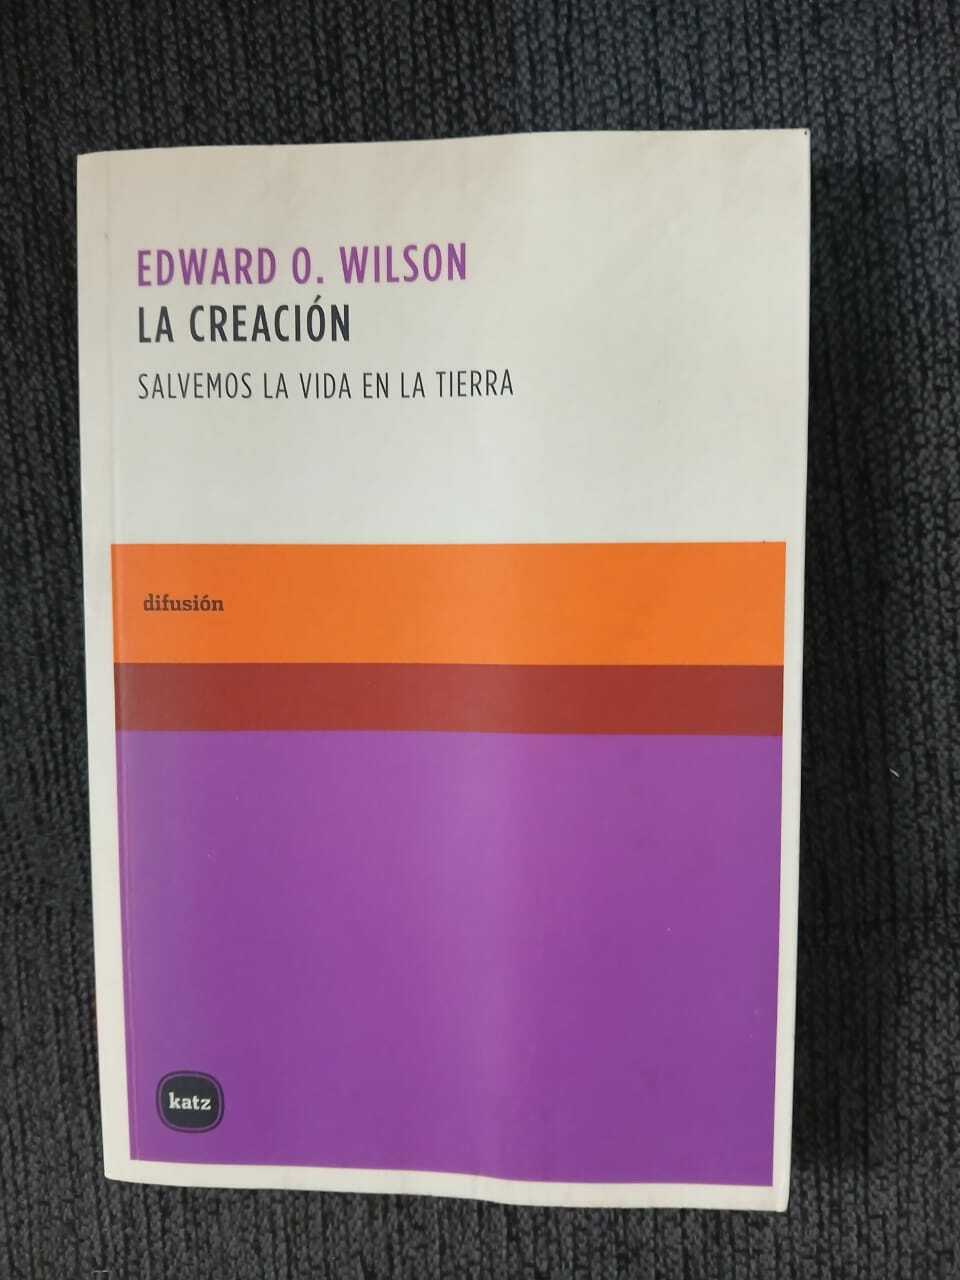 EDWARD O. WILSON
LA CREACIÓN
SALVEMOS LA VIDA EN LA TIERRA
difusión
katz